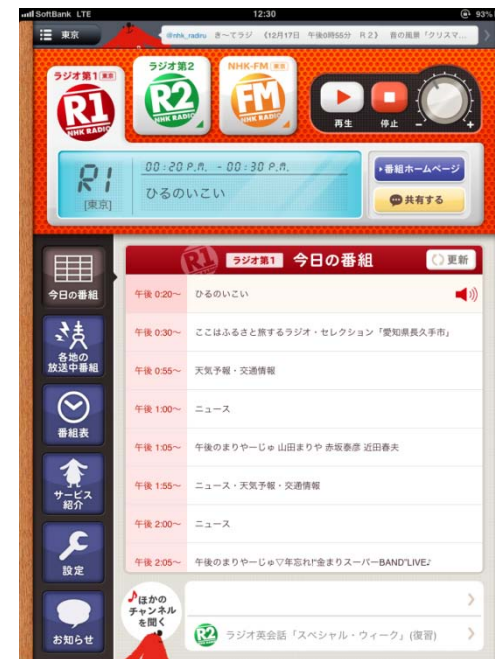 SoftBank LTE 12:30 93%
東京 @nhk_radiru き～てラジ 《12月17日 午後0時55分 R2》 音の風景「クリスマ...
ラジオ第1 東京
R1
NHK RADIO
ラジオ第2
R2
NHK RADIO
NHK-FM 東京
FM
NHK RADIO
再生 停止 - +
R1
[東京]
00:20 P.M. - 00:30 P.M.
ひるのいこい
番組ホームページ
共有する
今日の番組
各地の
放送中番組
番組表
サービス
紹介
設定
お知らせ
R1 ラジオ第1 今日の番組 更新
午後 0:20～ ひるのいこい
午後 0:30～ ここはふるさと旅するラジオ・セレクション「愛知県長久手市」
午後 0:55～ 天気予報・交通情報
午後 1:00～ ニュース
午後 1:05～ 午後のまりやーじゅ 山田まりや 赤坂泰彦 近田春夫
午後 1:55～ ニュース・天気予報・交通情報
午後 2:00～ ニュース
午後 2:05～ 午後のまりやーじゅ▽年忘れ!"金まりスーパーBAND"LIVE♪
ほかの
チャンネル
を聞く
R2 ラジオ英会話「スペシャル・ウィーク」(復習)